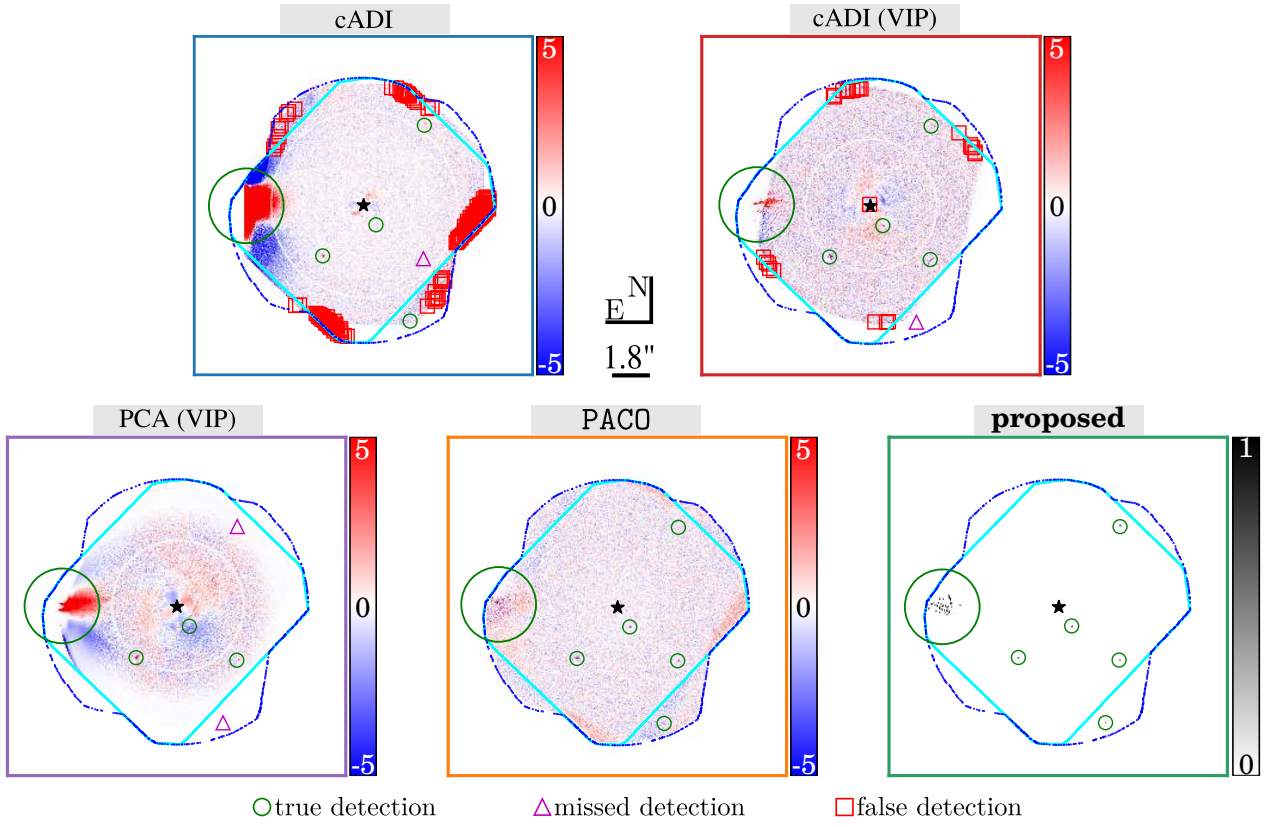 cADI
cADI (VIP)
5
0
-5
N
E
1.8"
5
0
-5
PCA (VIP)
PACO
proposed
5
0
-5
5
0
-5
1
0
true detection
missed detection
false detection